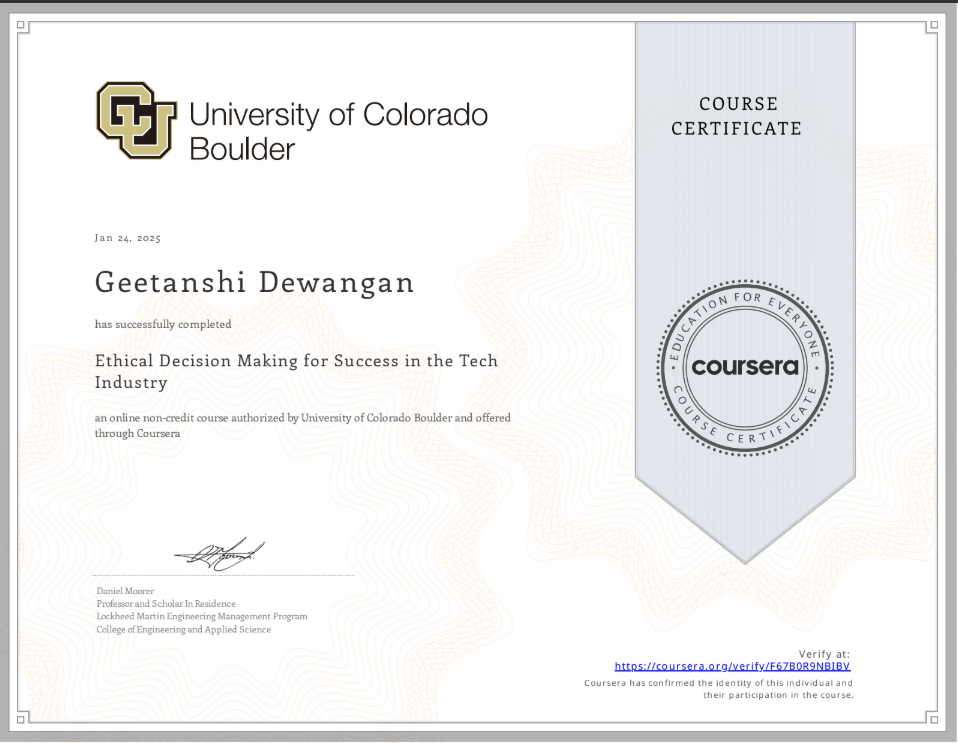 University of Colorado
Boulder
COURSE
CERTIFICATE
Jan 24, 2025
Geetanshi Dewangan
has successfully completed
Ethical Decision Making for Success in the Tech
Industry
an online non-credit course authorized by University of Colorado Boulder and offered
through Coursera
EDUCATION FOR EVERYONE
coursera
COURSE CERTIFICATE
Daniel Moorer
Professor and Scholar In Residence
Lockheed Martin Engineering Management Program
College of Engineering and Applied Science
Verify at:
https://coursera.org/verify/F67B0R9NBIBV
Coursera has confirmed the identity of this individual and
their participation in the course.